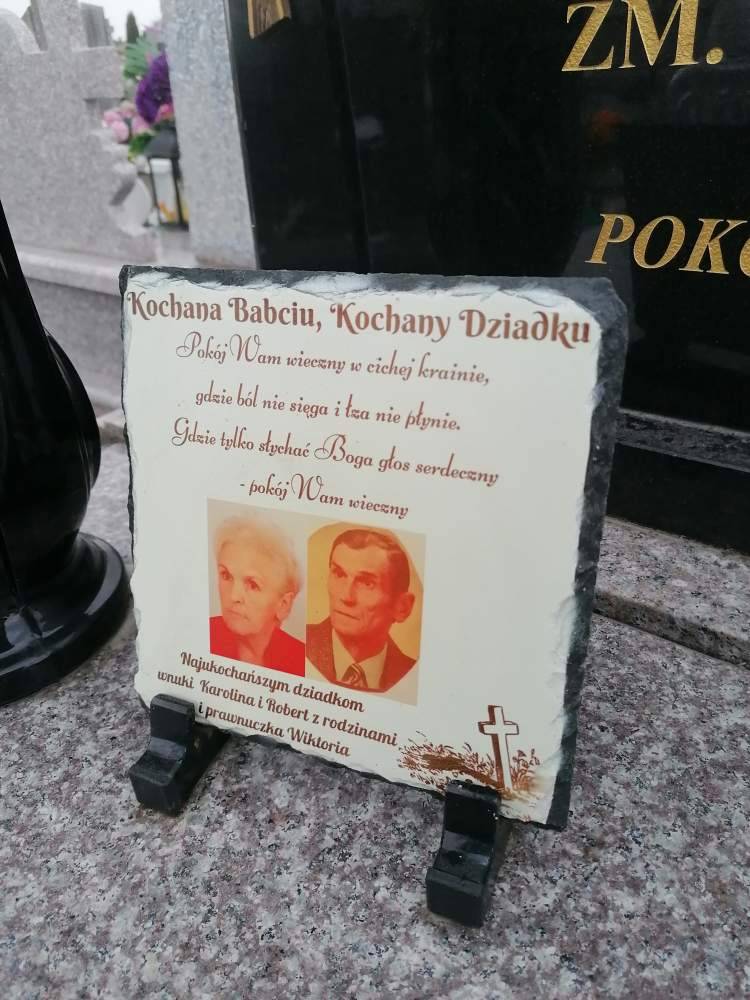 ZM.
POKÓ
Kochana Babciu, Kochany Dziadku
Pokój Wam wieczny w cichej krainie,
gdzie ból nie sięga i łza nie płynie.
Gdzie tylko słychać Boga głos serdeczny
- pokój Wam wieczny
Najukochańszym dziadkom
wnuki Karolina i Robert z rodzinami
i prawnuczka Wiktoria